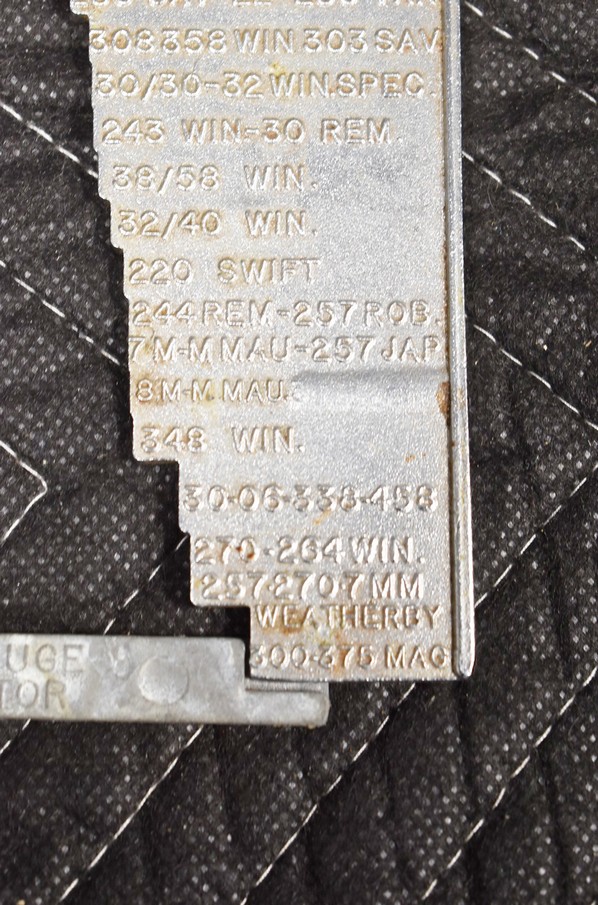 308 358 WIN 303 SAV
30/30-32 WIN.SPEC.
243 WIN-30 REM.
38/58 WIN.
32/40 WIN.
220 SWIFT
244 REM-257 ROB.
7 M-M MAU-257 JAP
8 M-M. MAU.
348 WIN.
30-06-338-458
270-264 WIN.
257-270-7 MM
WEATHERBY
300-375 MAG
UGE &
TOR